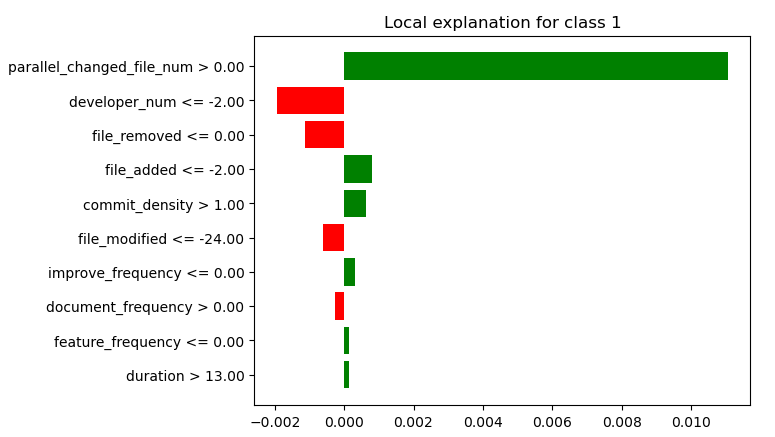 Local explanation for class 1
parallel_changed_file_num > 0.00
developer_num <= -2.00
file_removed <= 0.00
file_added <= -2.00
commit_density > 1.00
file_modified <= -24.00
improve_frequency <= 0.00
document_frequency > 0.00
feature_frequency <= 0.00
duration > 13.00
−0.002 0.000 0.002 0.004 0.006 0.008 0.010